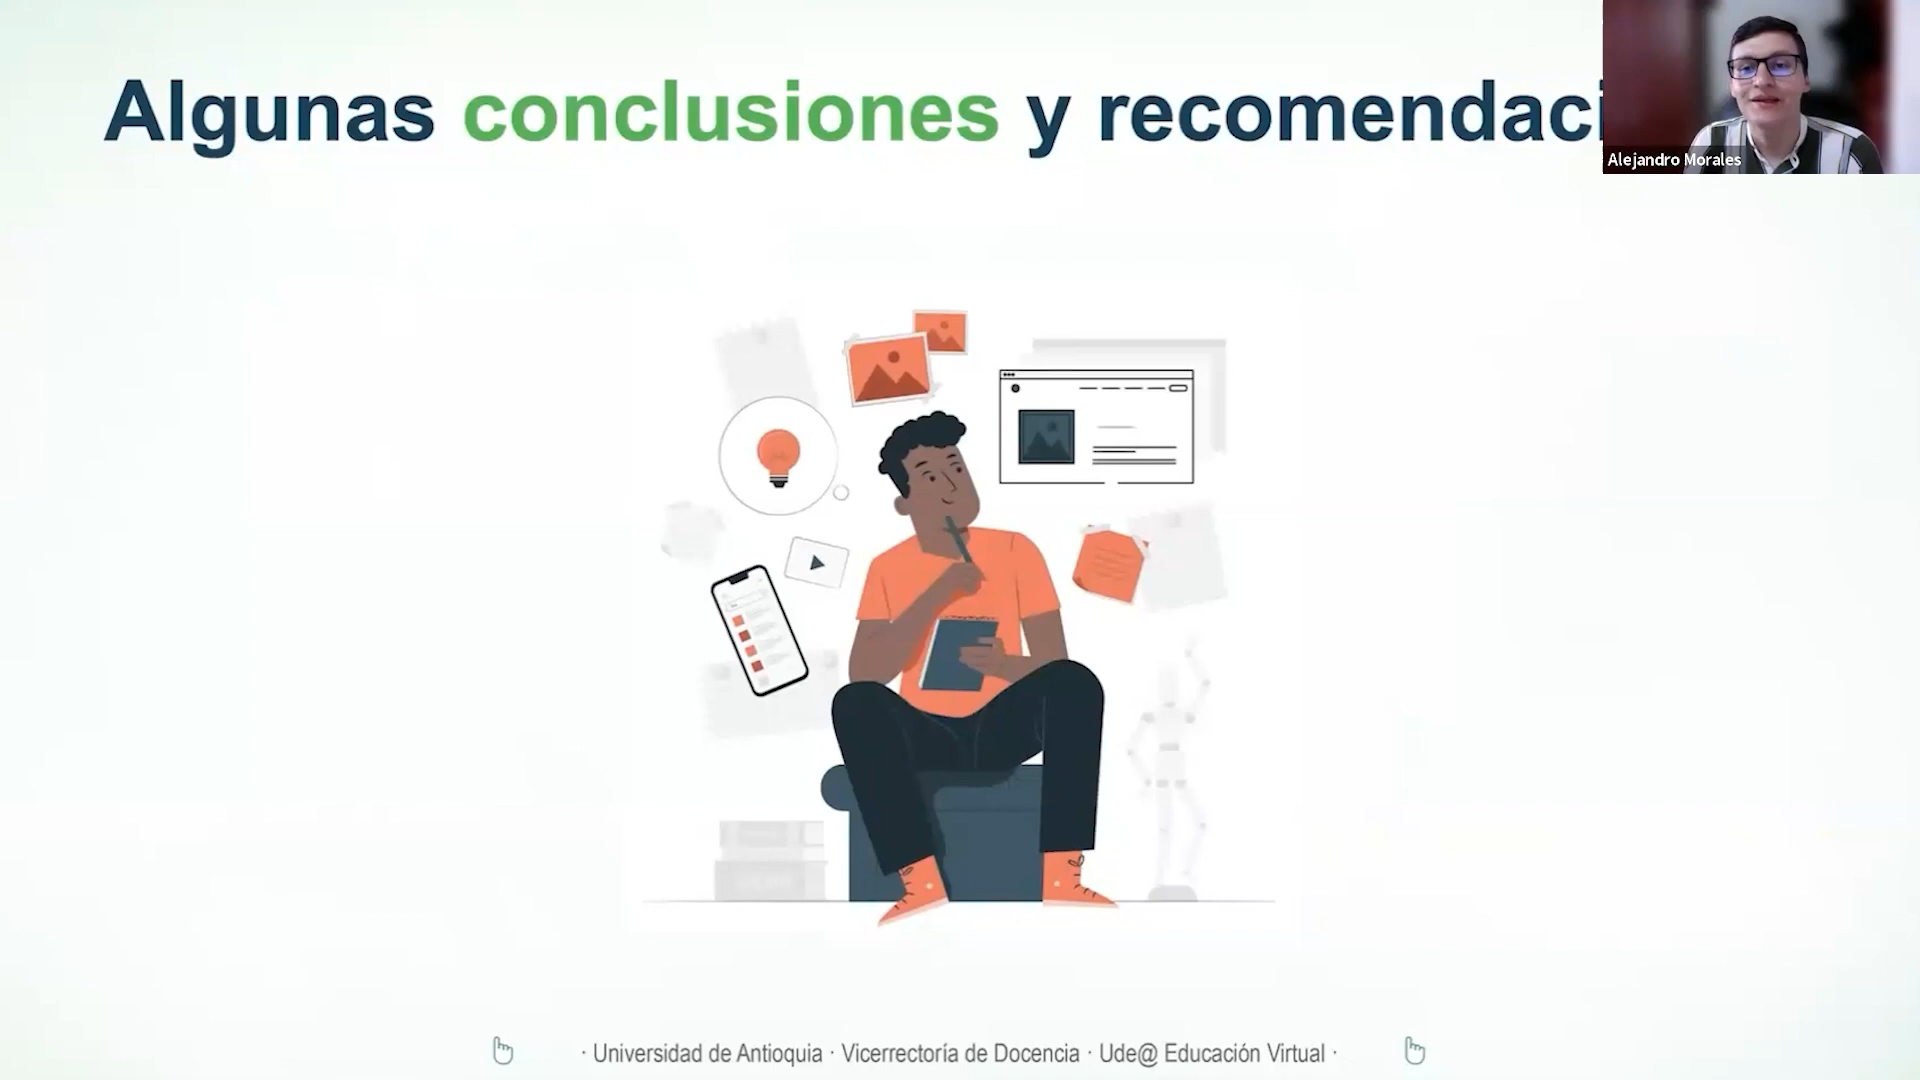 Algunas conclusiones y recomendaci
Alejandro Morales
· Universidad de Antioquia · Vicerrectoría de Docencia · Ude@ Educación Virtual ·